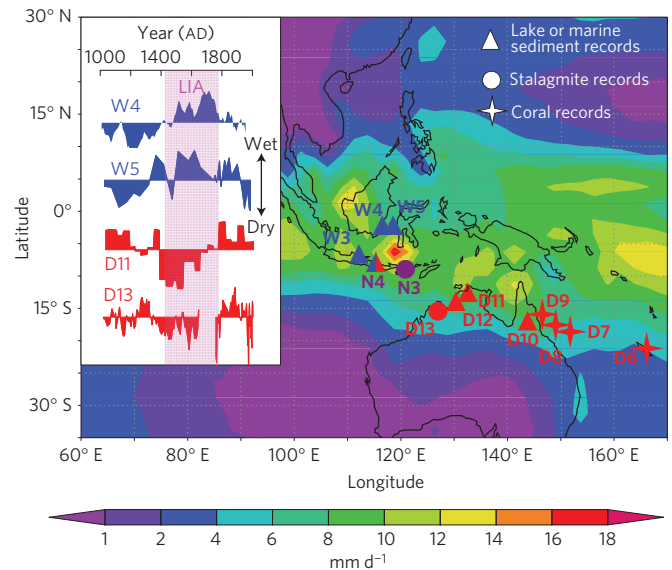 Year (AD)
1000 1400 1800
LIA
W4
W5
Wet
Dry
D11
D13
Lake or marine
sediment records
Stalagmite records
Coral records
30° N
15° N
0°
15° S
30° S
Latitude
W4 W5
W3
N4 N3
D11 D9
D13 D12 D10 D8 D7 D6
60° E 80° E 100° E 120° E 140° E 160° E
Longitude
1 2 4 6 8 10 12 14 16 18
mm d⁻¹